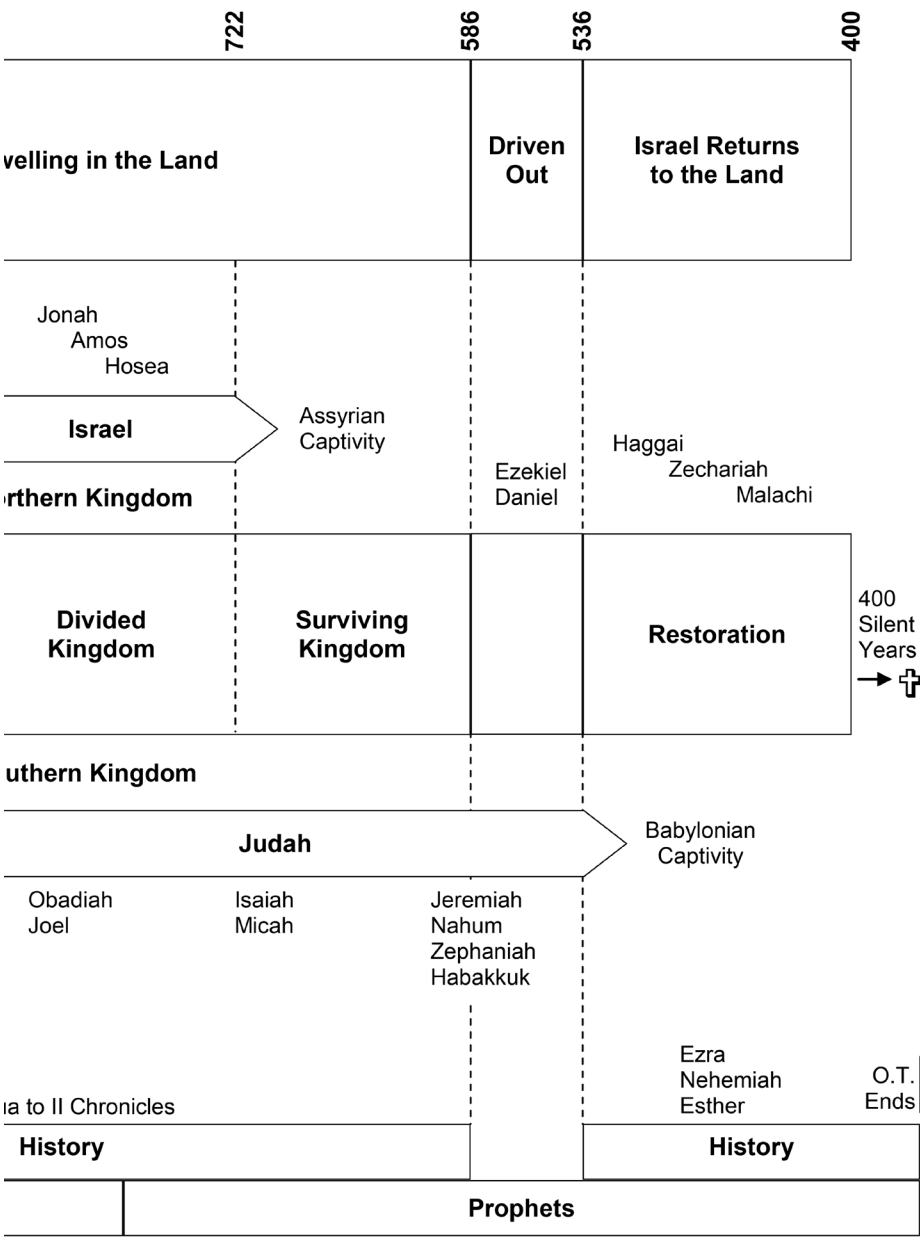 722
586
536
400
velling in the Land
Driven
Out
Israel Returns
to the Land
Jonah
Amos
Hosea
Israel
Assyrian
Captivity
Haggai
Zechariah
Malachi
Ezekiel
Daniel
rthern Kingdom
Divided
Kingdom
Surviving
Kingdom
Restoration
400
Silent
Years
uthern Kingdom
Judah
Babylonian
Captivity
Obadiah
Joel
Isaiah
Micah
Jeremiah
Nahum
Zephaniah
Habakkuk
Ezra
Nehemiah
Esther
O.T.
Ends
a to II Chronicles
History
History
Prophets